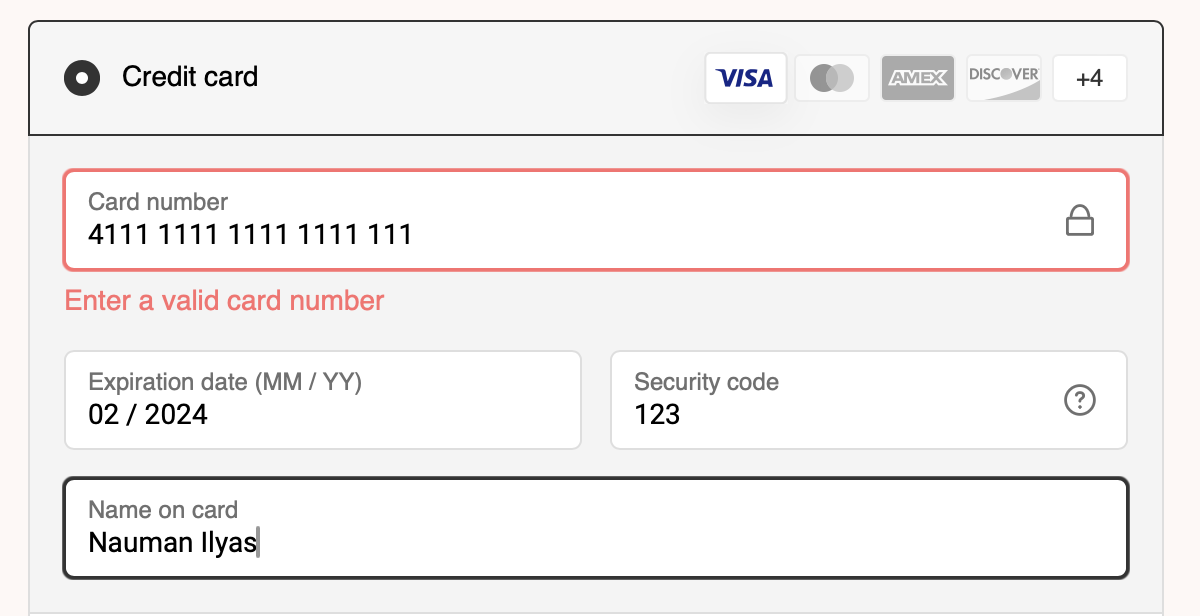 Credit card VISA AMEX DISCOVER +4
Card number
4111 1111 1111 1111 111
Enter a valid card number
Expiration date (MM / YY) Security code
02 / 2024 123 ?
Name on card
Nauman Ilyas